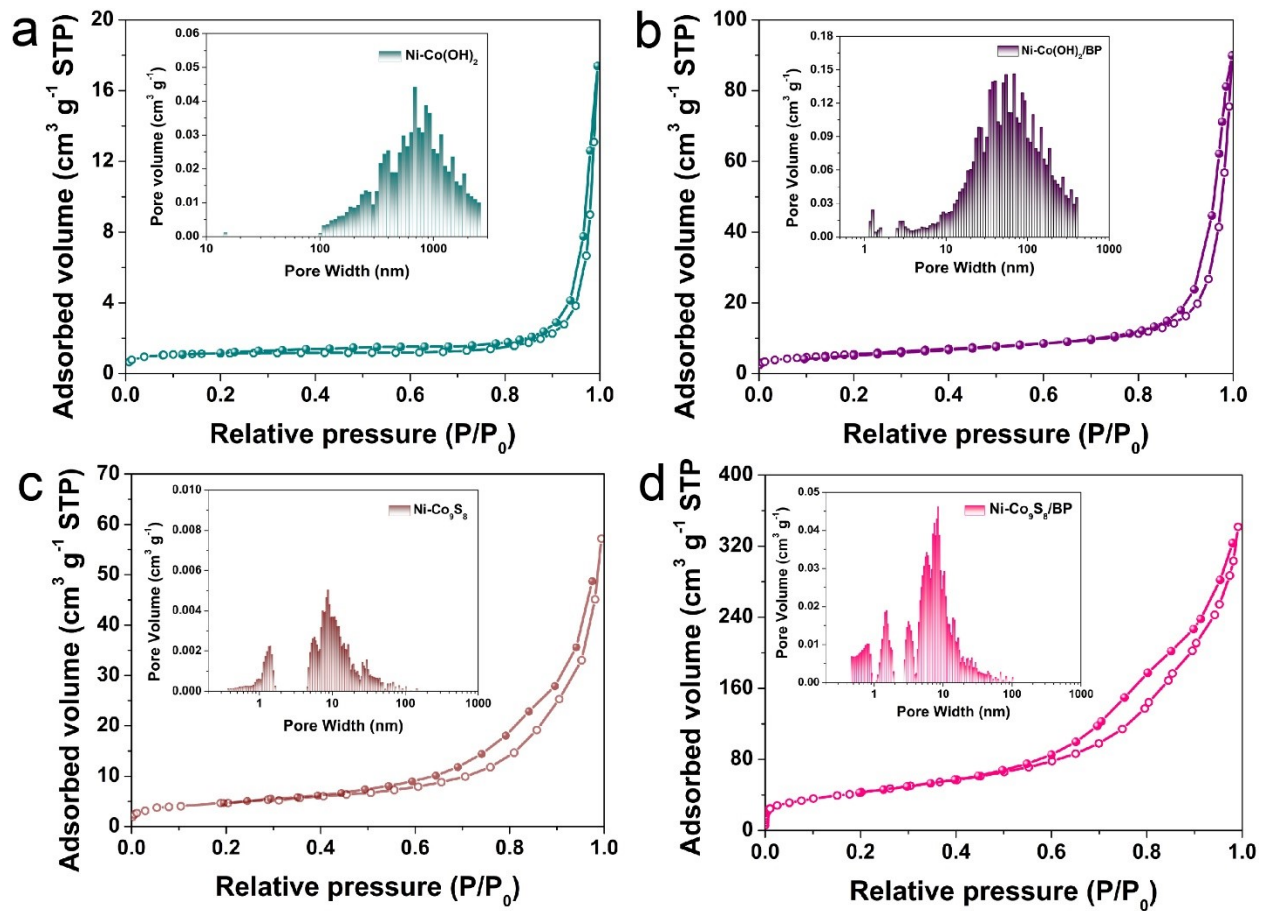 a
Adsorbed volume (cm³ g⁻¹ STP)
20
16
12
8
4
0
0.0 0.2 0.4 0.6 0.8 1.0
Relative pressure (P/P₀)
Ni-Co(OH)₂
Pore volume (cm³ g⁻¹)
0.06
0.05
0.04
0.03
0.02
0.01
0.00
10 100 1000
Pore Width (nm)
b
Adsorbed volume (cm³ g⁻¹ STP)
100
80
60
40
20
0
0.0 0.2 0.4 0.6 0.8 1.0
Relative pressure (P/P₀)
Ni-Co(OH)₂/BP
Pore Volume (cm³ g⁻¹)
0.18
0.15
0.12
0.09
0.06
0.03
0.00
1 10 100 1000
Pore Width (nm)
c
Adsorbed volume (cm³ g⁻¹ STP)
70
60
50
40
30
20
10
0
0.0 0.2 0.4 0.6 0.8 1.0
Relative pressure (P/P₀)
Ni-Co₉S₈
Pore Volume (cm³ g⁻¹)
0.010
0.008
0.006
0.004
0.002
0.000
1 10 100 1000
Pore Width (nm)
d
Adsorbed volume (cm³ g⁻¹ STP
400
320
240
160
80
0
0.0 0.2 0.4 0.6 0.8 1.0
Relative pressure (P/P₀)
Ni-Co₉S₈/BP
Pore Volume (cm³ g⁻¹)
0.05
0.04
0.03
0.02
0.01
0.00
1 10 100 1000
Pore Width (nm)